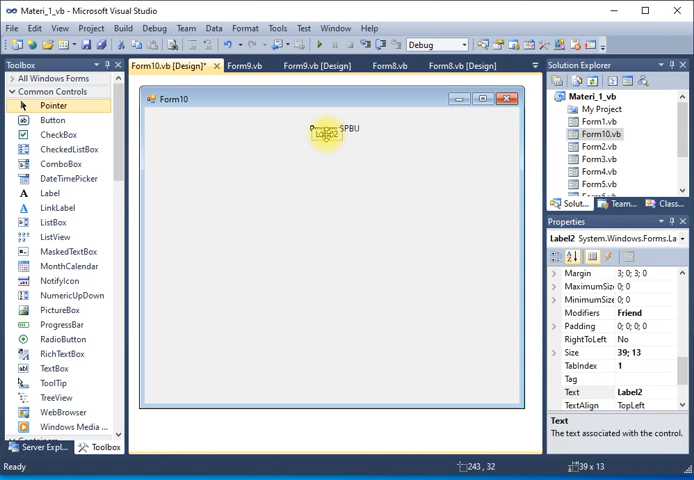 Materi_1_vb - Microsoft Visual Studio
File Edit View Project Build Debug Team Data Format Tools Test Window Help
Debug
Toolbox
All Windows Forms
Common Controls
Pointer
Button
CheckBox
CheckedListBox
ComboBox
DateTimePicker
Label
LinkLabel
ListBox
ListView
MaskedTextBox
MonthCalendar
NotifyIcon
NumericUpDown
PictureBox
ProgressBar
RadioButton
RichTextBox
TextBox
ToolTip
TreeView
WebBrowser
Windows Media ...
Server Expl... Toolbox
Form10.vb [Design]* Form9.vb Form9.vb [Design] Form8.vb Form8.vb [Design]
Form10
SPBU
Label2
Solution Explorer
Materi_1_vb
My Project
Form1.vb
Form10.vb
Form2.vb
Form3.vb
Form4.vb
Form5.vb
Solut... Team... Class...
Properties
Label2 System.Windows.Forms.La
Margin 3; 0; 3; 0
MaximumSize 0; 0
MinimumSize 0; 0
Modifiers Friend
Padding 0; 0; 0; 0
RightToLeft No
Size 39; 13
TabIndex 1
Tag
Text Label2
TextAlign TopLeft
Text
The text associated with the control.
Ready 243 , 32 39 x 13